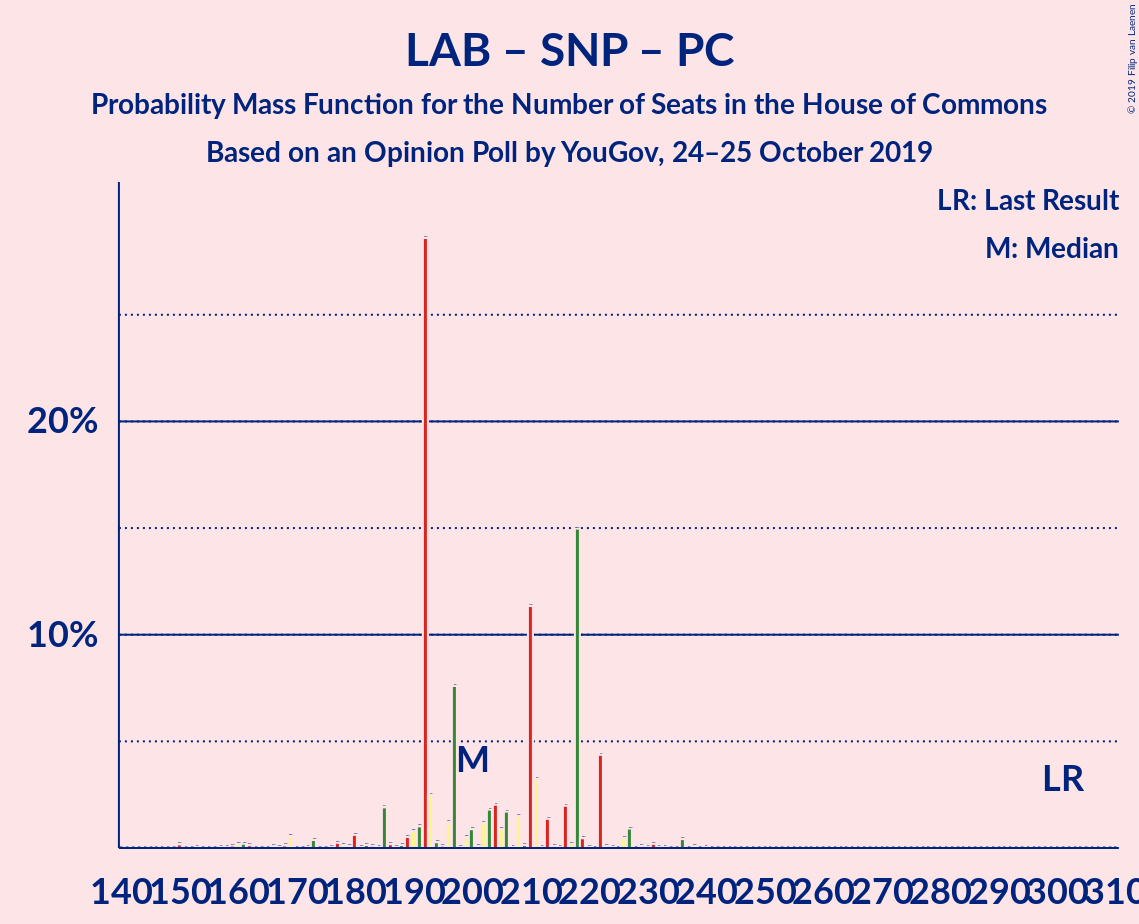 LAB – SNP – PC
Probability Mass Function for the Number of Seats in the House of Commons
Based on an Opinion Poll by YouGov, 24–25 October 2019
© 2019 Filip van Laenen
LR: Last Result
M: Median
20%
10%
M
LR
140 150 160 170 180 190 200 210 220 230 240 250 260 270 280 290 300 310